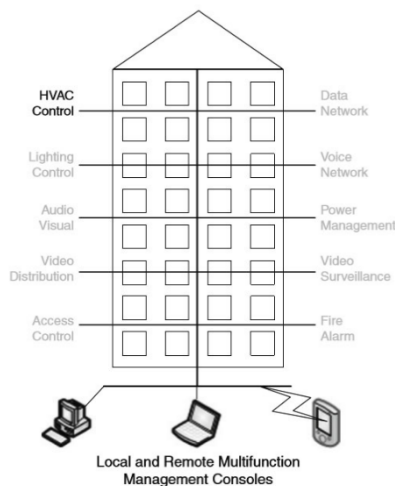 HVAC
Control
Data
Network
Lighting
Control
Voice
Network
Audio
Visual
Power
Management
Video
Distribution
Video
Surveillance
Access
Control
Fire
Alarm
Local and Remote Multifunction
Management Consoles